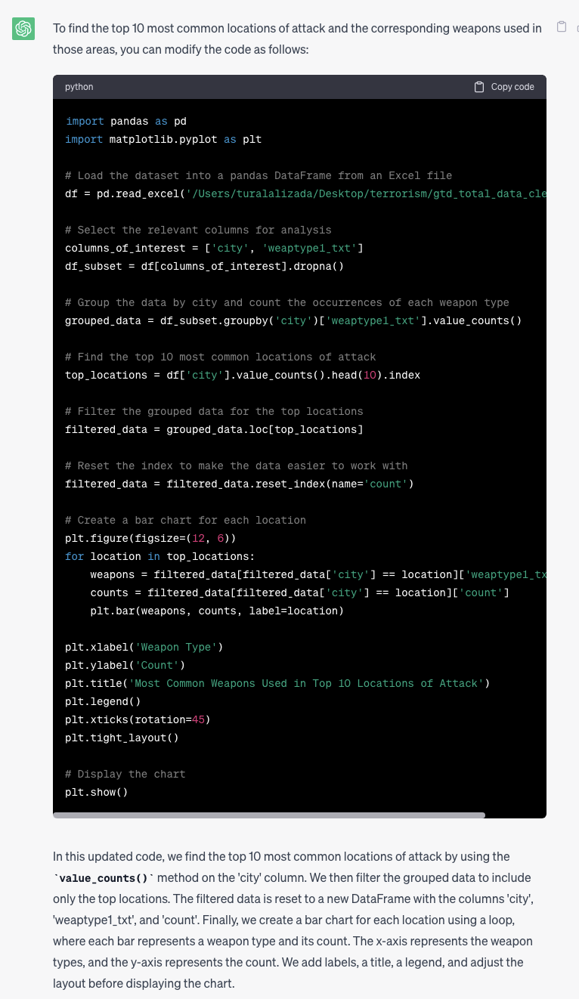 To find the top 10 most common locations of attack and the corresponding weapons used in
those areas, you can modify the code as follows:
python
Copy code
import pandas as pd
import matplotlib.pyplot as plt
# Load the dataset into a pandas DataFrame from an Excel file
df = pd.read_excel('/Users/turalalizada/Desktop/terrorism/gtd_total_data_cle
# Select the relevant columns for analysis
columns_of_interest = ['city', 'weaptype1_txt']
df_subset = df[columns_of_interest].dropna()
# Group the data by city and count the occurrences of each weapon type
grouped_data = df_subset.groupby('city')['weaptype1_txt'].value_counts()
# Find the top 10 most common locations of attack
top_locations = df['city'].value_counts().head(10).index
# Filter the grouped data for the top locations
filtered_data = grouped_data.loc[top_locations]
# Reset the index to make the data easier to work with
filtered_data = filtered_data.reset_index(name='count')
# Create a bar chart for each location
plt.figure(figsize=(12, 6))
for location in top_locations:
    weapons = filtered_data[filtered_data['city'] == location]['weaptype1_tx
    counts = filtered_data[filtered_data['city'] == location]['count']
    plt.bar(weapons, counts, label=location)
plt.xlabel('Weapon Type')
plt.ylabel('Count')
plt.title('Most Common Weapons Used in Top 10 Locations of Attack')
plt.legend()
plt.xticks(rotation=45)
plt.tight_layout()
# Display the chart
plt.show()
In this updated code, we find the top 10 most common locations of attack by using the
`value_counts()` method on the 'city' column. We then filter the grouped data to include
only the top locations. The filtered data is reset to a new DataFrame with the columns 'city',
'weaptype1_txt', and 'count'. Finally, we create a bar chart for each location using a loop,
where each bar represents a weapon type and its count. The x-axis represents the weapon
types, and the y-axis represents the count. We add labels, a title, a legend, and adjust the
layout before displaying the chart.